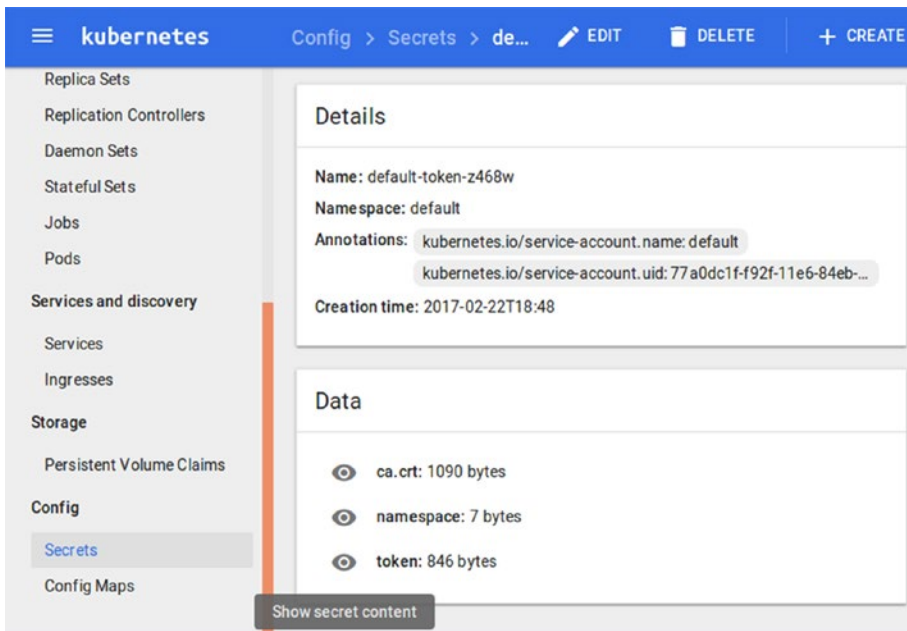 kubernetes
Config > Secrets > de... EDIT DELETE + CREATE
Replica Sets
Replication Controllers
Daemon Sets
Stateful Sets
Jobs
Pods
Services and discovery
Services
Ingresses
Storage
Persistent Volume Claims
Config
Secrets
Config Maps
Details
Name: default-token-z468w
Namespace: default
Annotations: kubernetes.io/service-account.name: default
kubernetes.io/service-account.uid: 77a0dc1f-f92f-11e6-84eb-...
Creation time: 2017-02-22T18:48
Data
ca.crt: 1090 bytes
namespace: 7 bytes
token: 846 bytes
Show secret content